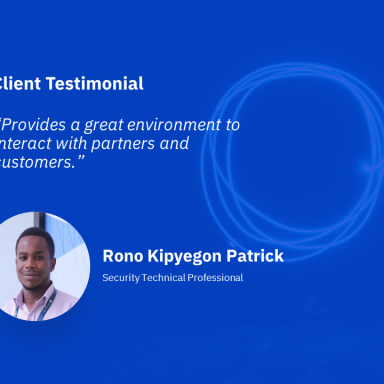 Client Testimonial
“Provides a great environment to
interact with partners and
customers.”
Rono Kipyegon Patrick
Security Technical Professional